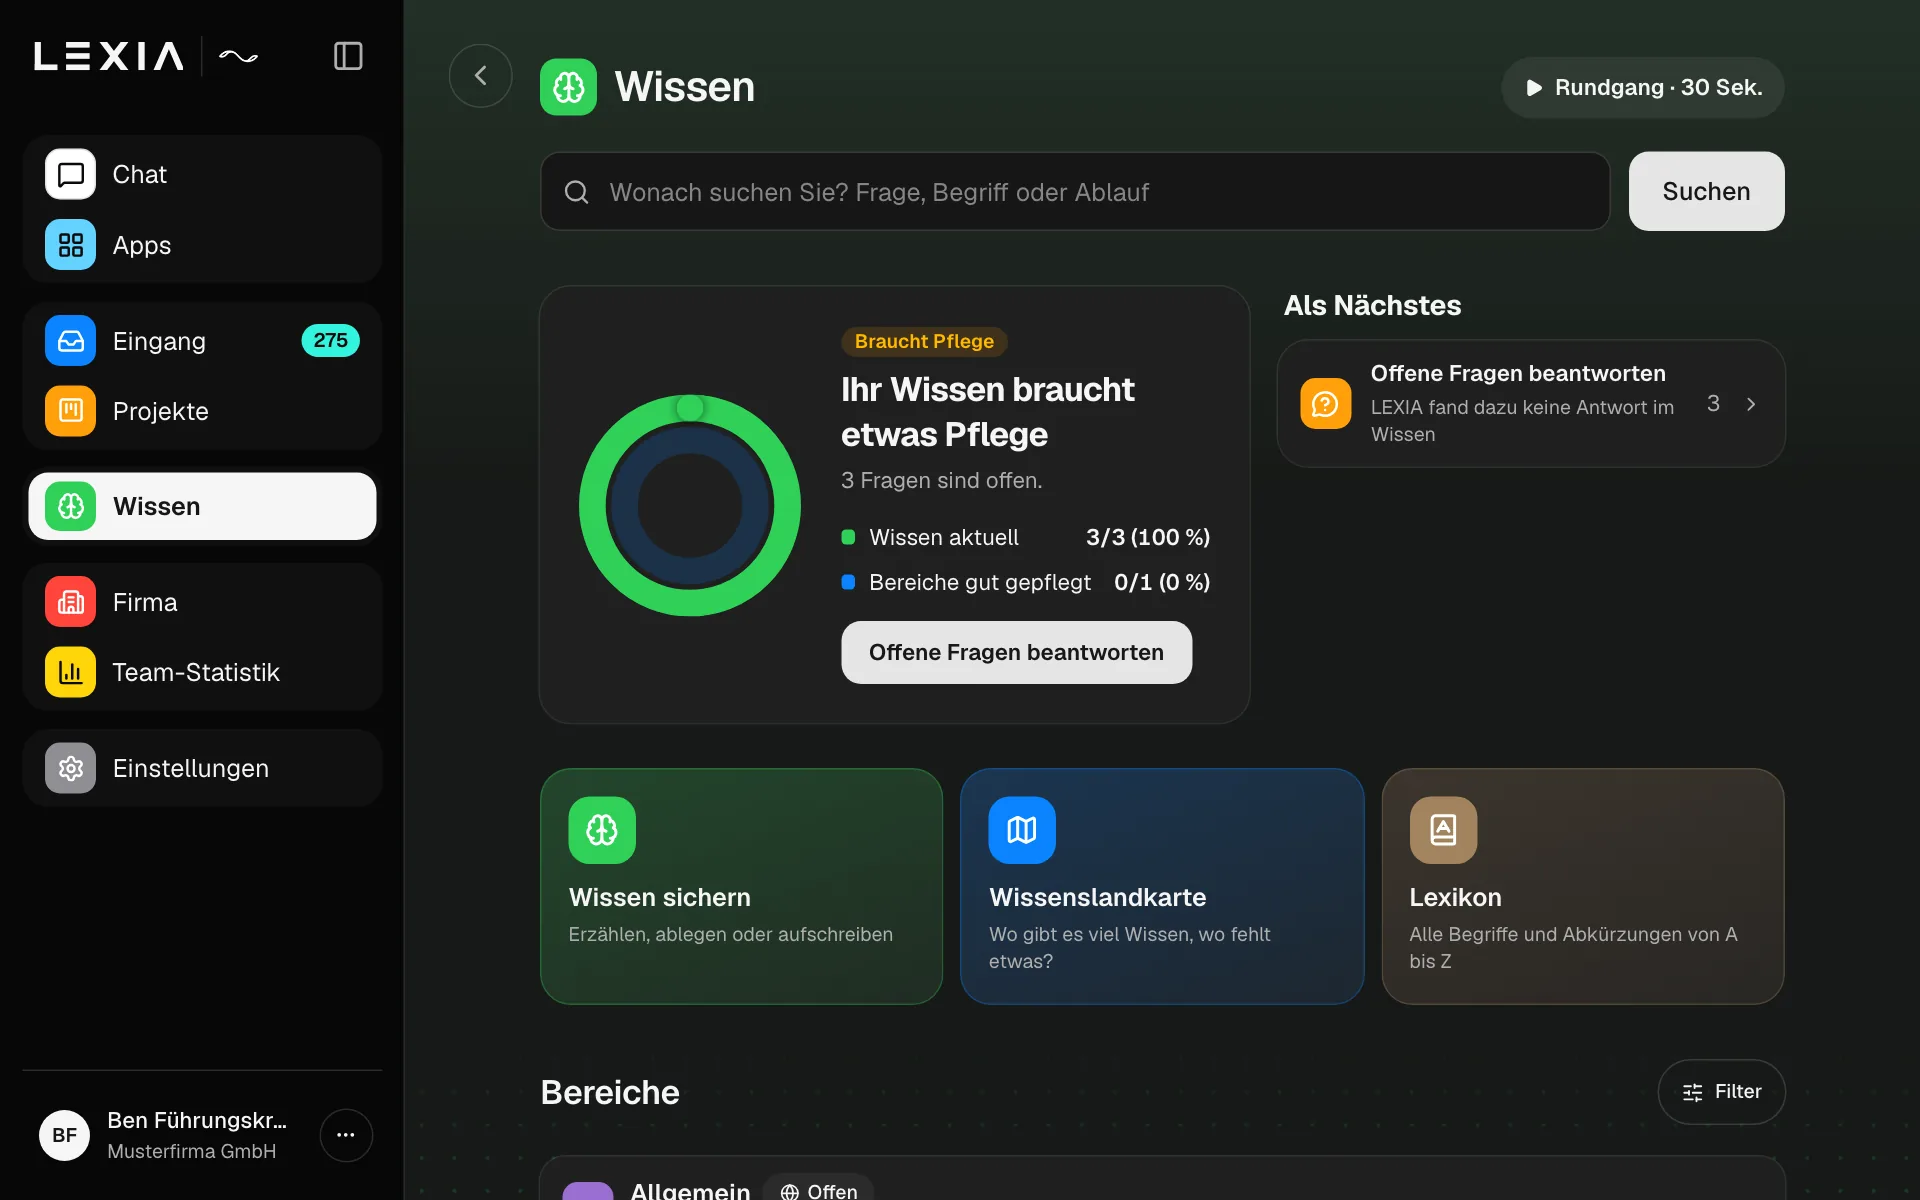 LEXIA
Chat
Apps
Eingang
275
Projekte
Wissen
Firma
Team-Statistik
Einstellungen
BF
Ben Führungskr...
Musterfirma GmbH
Wissen
Rundgang · 30 Sek.
Wonach suchen Sie? Frage, Begriff oder Ablauf
Suchen
Braucht Pflege
Ihr Wissen braucht
etwas Pflege
3 Fragen sind offen.
Wissen aktuell 3/3 (100 %)
Bereiche gut gepflegt 0/1 (0 %)
Offene Fragen beantworten
Als Nächstes
Offene Fragen beantworten
LEXIA fand dazu keine Antwort im
Wissen
3
Wissen sichern
Erzählen, ablegen oder aufschreiben
Wissenslandkarte
Wo gibt es viel Wissen, wo fehlt
etwas?
Lexikon
Alle Begriffe und Abkürzungen von A
bis Z
Bereiche
Filter
Allgemein
Offen